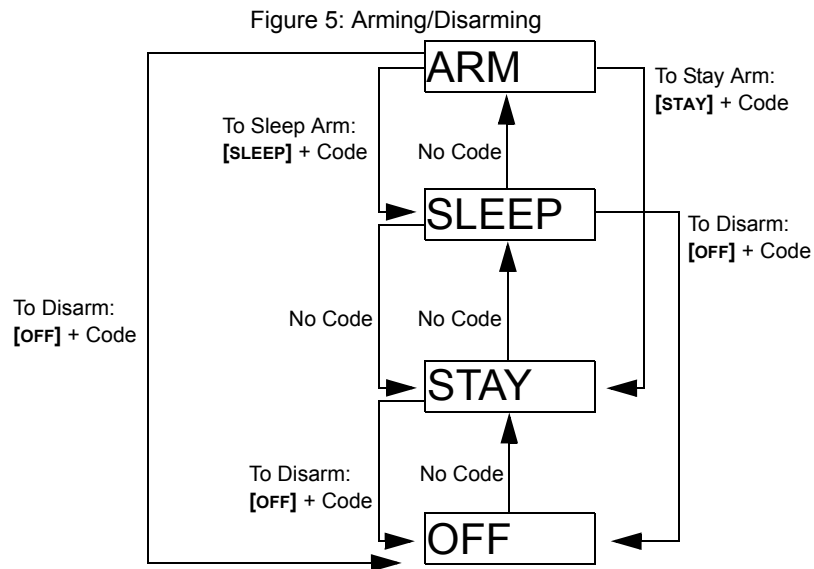 Figure 5: Arming/Disarming
ARM
To Stay Arm:
[STAY] + Code
To Sleep Arm:
[SLEEP] + Code
No Code
SLEEP
To Disarm:
[OFF] + Code
To Disarm:
[OFF] + Code
No Code
No Code
STAY
To Disarm:
[OFF] + Code
No Code
OFF